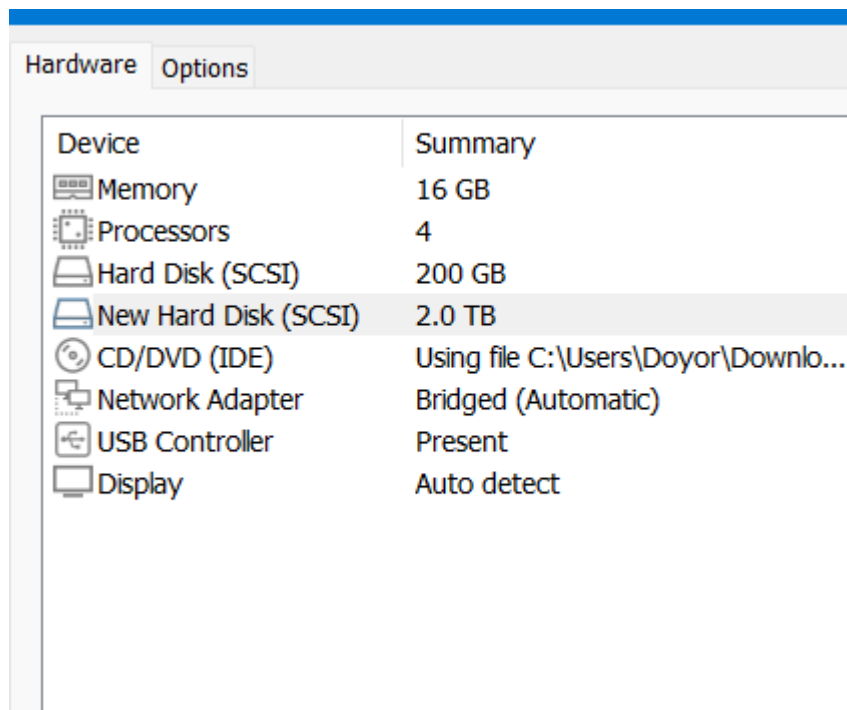 Hardware Options
Device Summary
Memory 16 GB
Processors 4
Hard Disk (SCSI) 200 GB
New Hard Disk (SCSI) 2.0 TB
CD/DVD (IDE) Using file C:\Users\Doyor\Downlo...
Network Adapter Bridged (Automatic)
USB Controller Present
Display Auto detect